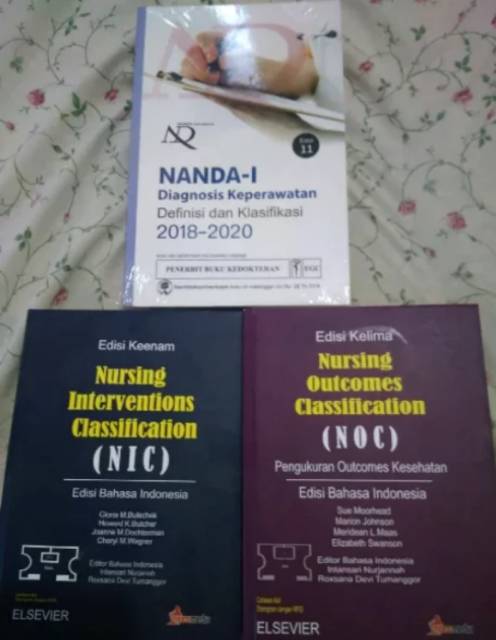 Edisi
11
NANDA-I
Diagnosis Keperawatan
Definisi dan Klasifikasi
2018–2020
PENERBIT BUKU KEDOKTERAN EGC
Edisi Keenam
Nursing
Interventions
Classification
(NIC)
Edisi Bahasa Indonesia
Gloria M.Bulechek
Howard K.Butcher
Joanne M.Dochterman
Cheryl M.Wagner
Editor Bahasa Indonesia
Intansari Nurjannah
Roxsana Devi Tumanggor
ELSEVIER
Edisi Kelima
Nursing
Outcomes
Classification
(NOC)
Pengukuran Outcomes Kesehatan
Edisi Bahasa Indonesia
Sue Moorhead
Marion Johnson
Meridean L.Maas
Elizabeth Swanson
Editor Bahasa Indonesia
Intansari Nurjannah
Roxsana Devi Tumanggor
ELSEVIER